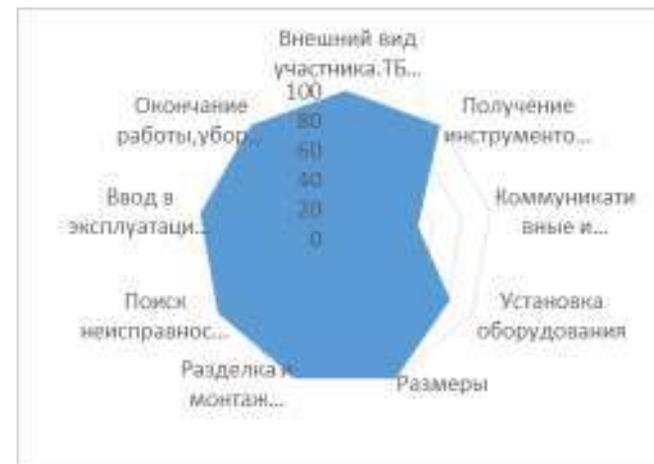 Внешний вид
участника.ТБ...
100
80
60
40
20
0
Получение
инструменто...
Коммуникати
вные и...
Установка
оборудования
Размеры
Разделка и
монтаж...
Поиск
неисправнос...
Ввод в
эксплуатаци...
Окончание
работы,убор...